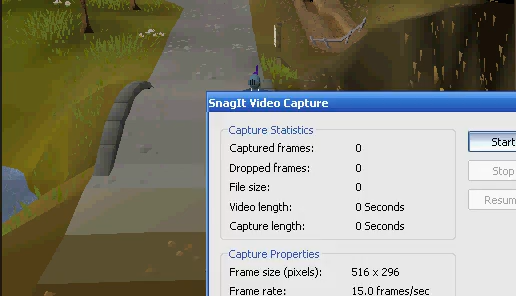 SnagIt Video Capture
Capture Statistics
Captured frames: 0
Dropped frames: 0
File size: 0
Video length: 0 Seconds
Capture length: 0 Seconds
Start
Stop
Resum
Capture Properties
Frame size (pixels): 516 x 296
Frame rate: 15.0 frames/sec